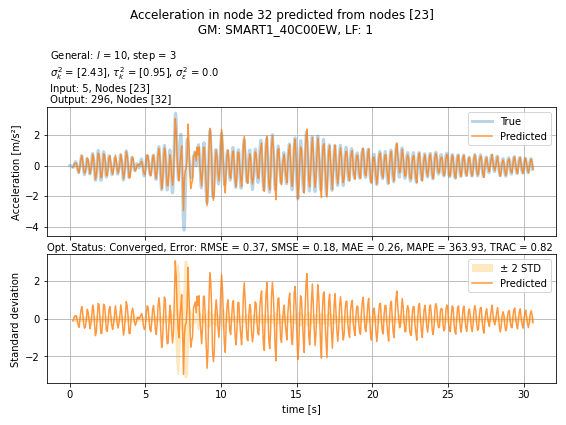 Acceleration in node 32 predicted from nodes [23]
GM: SMART1_40C00EW, LF: 1
General: l = 10, step = 3
σ²ₖ = [2.43], τ²ₖ = [0.95], σ²ε = 0.0
Input: 5, Nodes [23]
Output: 296, Nodes [32]
Acceleration [m/s²]
2
0
−2
−4
True
Predicted
Opt. Status: Converged, Error: RMSE = 0.37, SMSE = 0.18, MAE = 0.26, MAPE = 363.93, TRAC = 0.82
Standard deviation
2
0
−2
± 2 STD
Predicted
0
5
10
15
20
25
30
time [s]